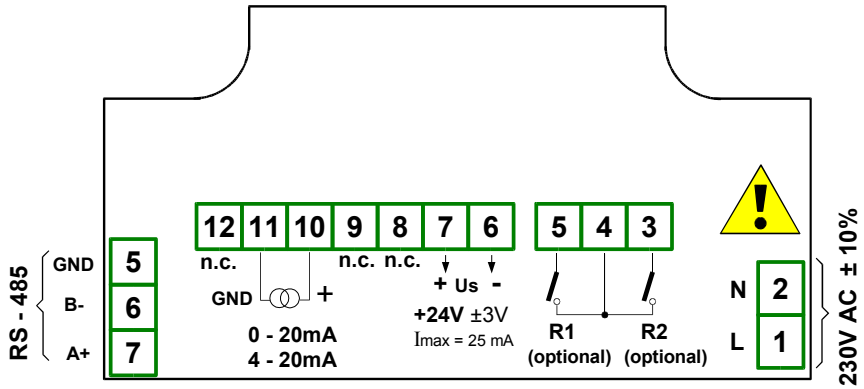 12 11 10 9 8 7 6
5 4 3
n.c.
n.c. n.c.
GND +
0 - 20mA
4 - 20mA
+ Us -
+24V ±3V
Imax = 25 mA
R1
(optional)
R2
(optional)
RS - 485
GND 5
B- 6
A+ 7
!
N 2
L 1
230V AC ± 10%